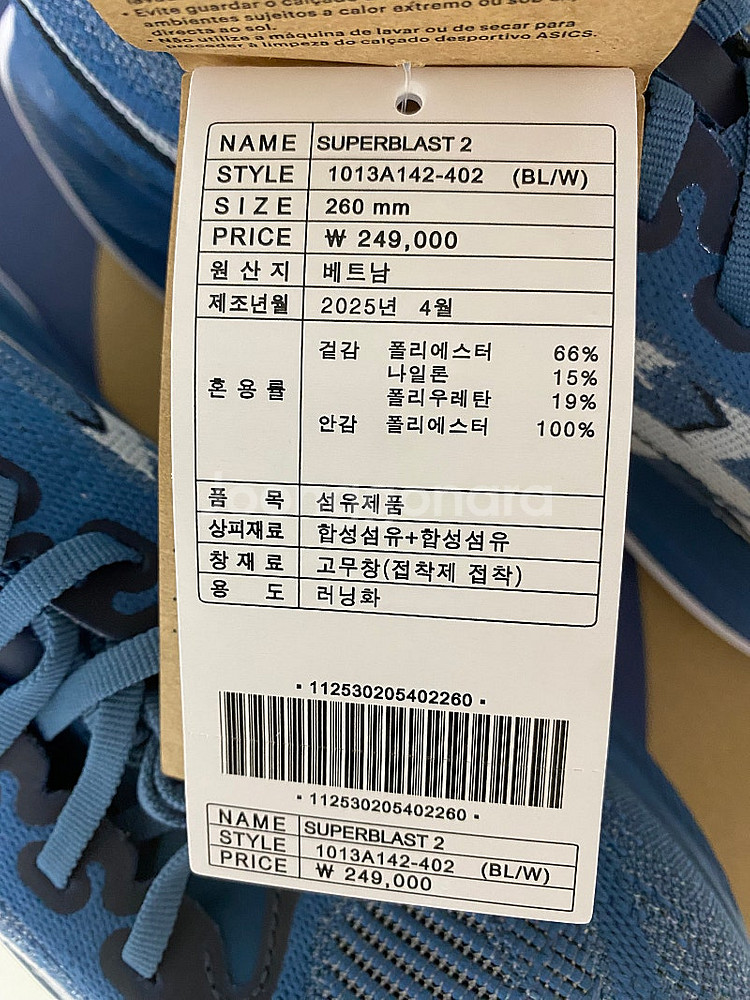 • Evite guardar o calçado
ambientes sujeitos a calor extremo ou sob
directa ao sol.
• Não utilize a máquina de lavar ou de secar para
proceder à limpeza do calçado desportivo ASICS.
NAME SUPERBLAST 2
STYLE 1013A142-402 (BL/W)
SIZE 260 mm
PRICE ₩ 249,000
원산지 베트남
제조년월 2025년 4월
혼용률 겉감 폴리에스터 66%
나일론 15%
폴리우레탄 19%
안감 폴리에스터 100%
품목 섬유제품
상피재료 합성섬유+합성섬유
창재료 고무창(접착제 접착)
용도 러닝화
▪ 112530205402260 ▪
▪ 112530205402260 ▪
NAME SUPERBLAST 2
STYLE 1013A142-402 (BL/W)
PRICE ₩ 249,000